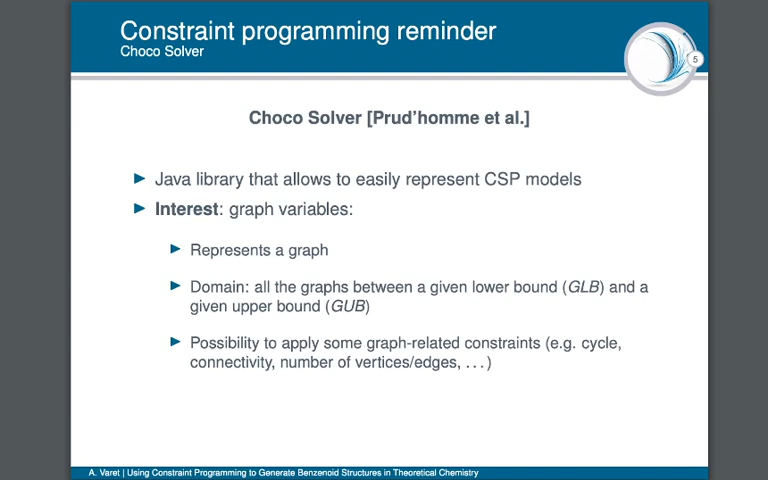 Constraint programming reminder
Choco Solver
5
Choco Solver [Prud'homme et al.]
Java library that allows to easily represent CSP models
Interest: graph variables:
Represents a graph
Domain: all the graphs between a given lower bound (GLB) and a
given upper bound (GUB)
Possibility to apply some graph-related constraints (e.g. cycle,
connectivity, number of vertices/edges, ...)
A. Varet | Using Constraint Programming to Generate Benzenoid Structures in Theoretical Chemistry